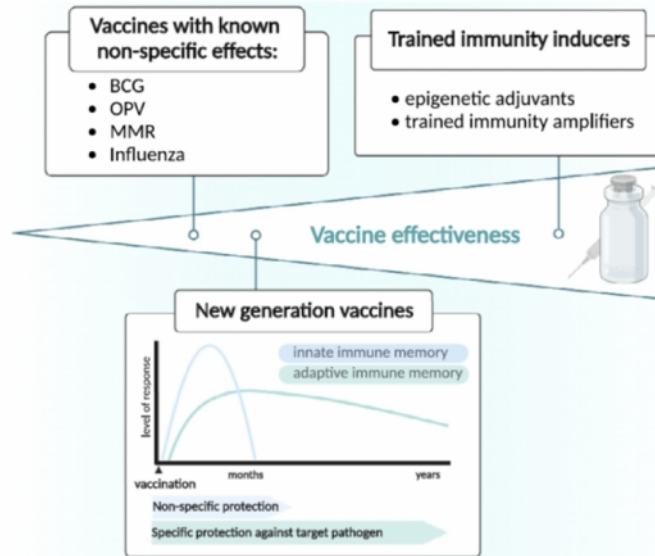 Vaccines with known
non-specific effects:
• BCG
• OPV
• MMR
• Influenza
Trained immunity inducers
• epigenetic adjuvants
• trained immunity amplifiers
Vaccine effectiveness
New generation vaccines
innate immune memory
adaptive immune memory
level of response
months
years
vaccination
Non-specific protection
Specific protection against target pathogen